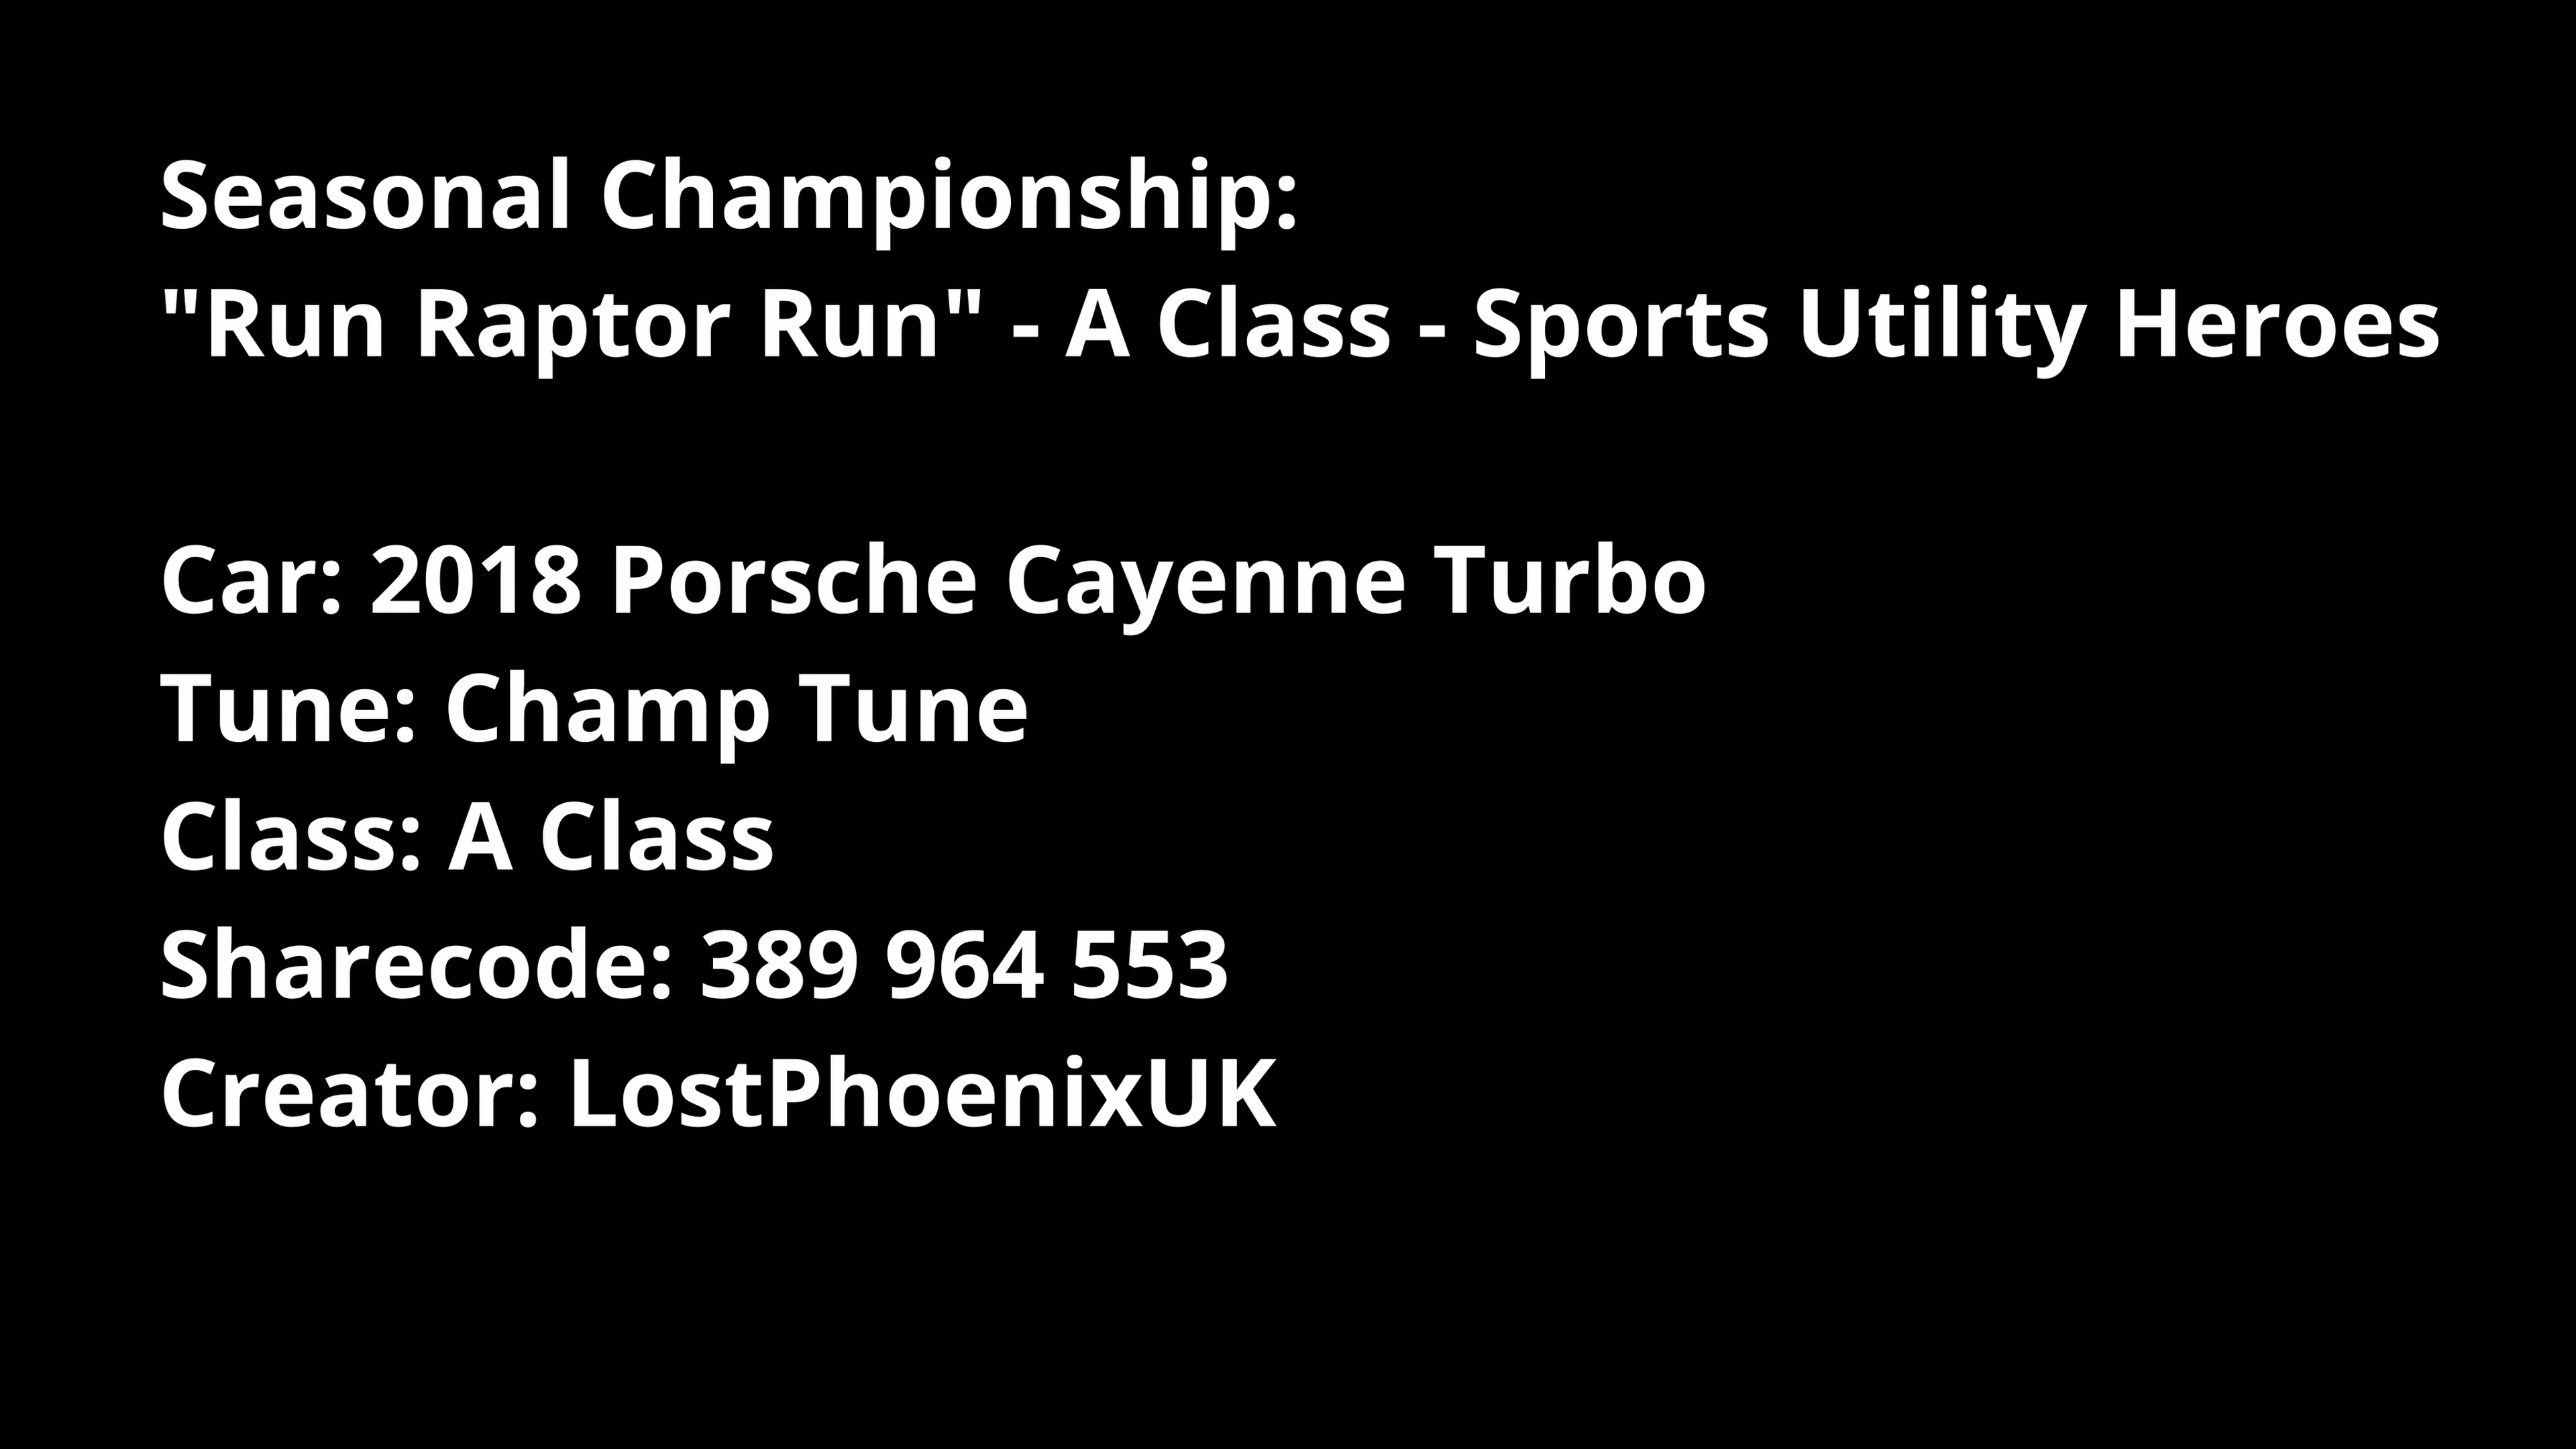 Seasonal Championship:
"Run Raptor Run" - A Class - Sports Utility Heroes
Car: 2018 Porsche Cayenne Turbo
Tune: Champ Tune
Class: A Class
Sharecode: 389 964 553
Creator: LostPhoenixUK